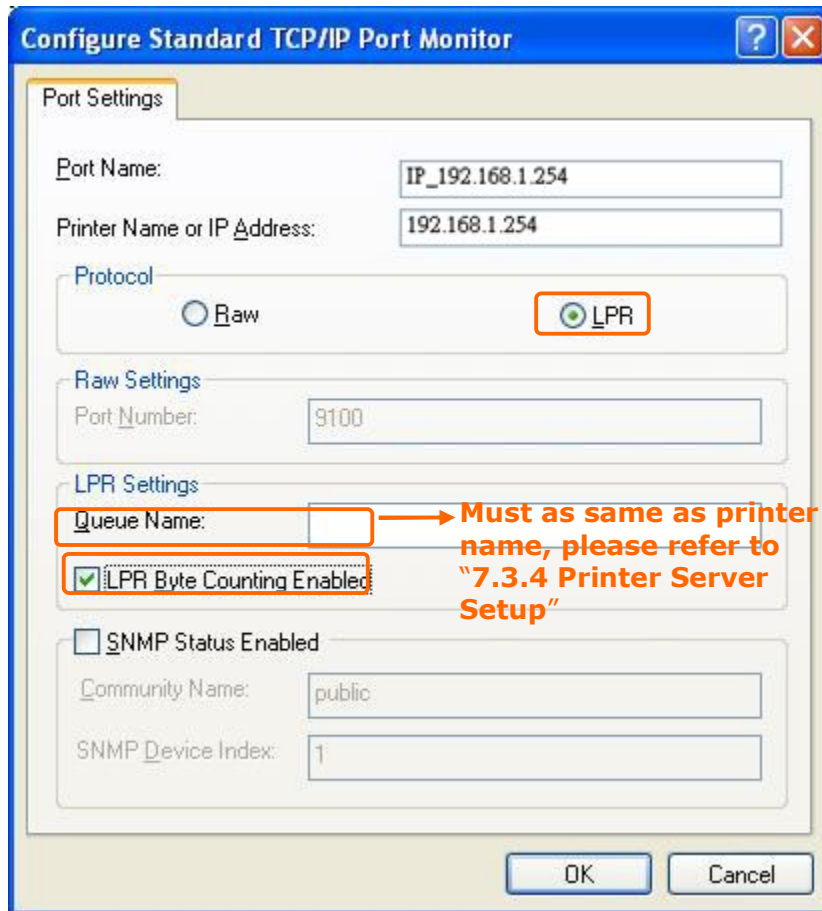 Configure Standard TCP/IP Port Monitor
Port Settings
Port Name: IP_192.168.1.254
Printer Name or IP Address: 192.168.1.254
Protocol
Raw LPR
Raw Settings
Port Number: 9100
LPR Settings
Queue Name:
LPR Byte Counting Enabled
Must as same as printer
name, please refer to
“7.3.4 Printer Server
Setup”
SNMP Status Enabled
Community Name: public
SNMP Device Index: 1
OK Cancel